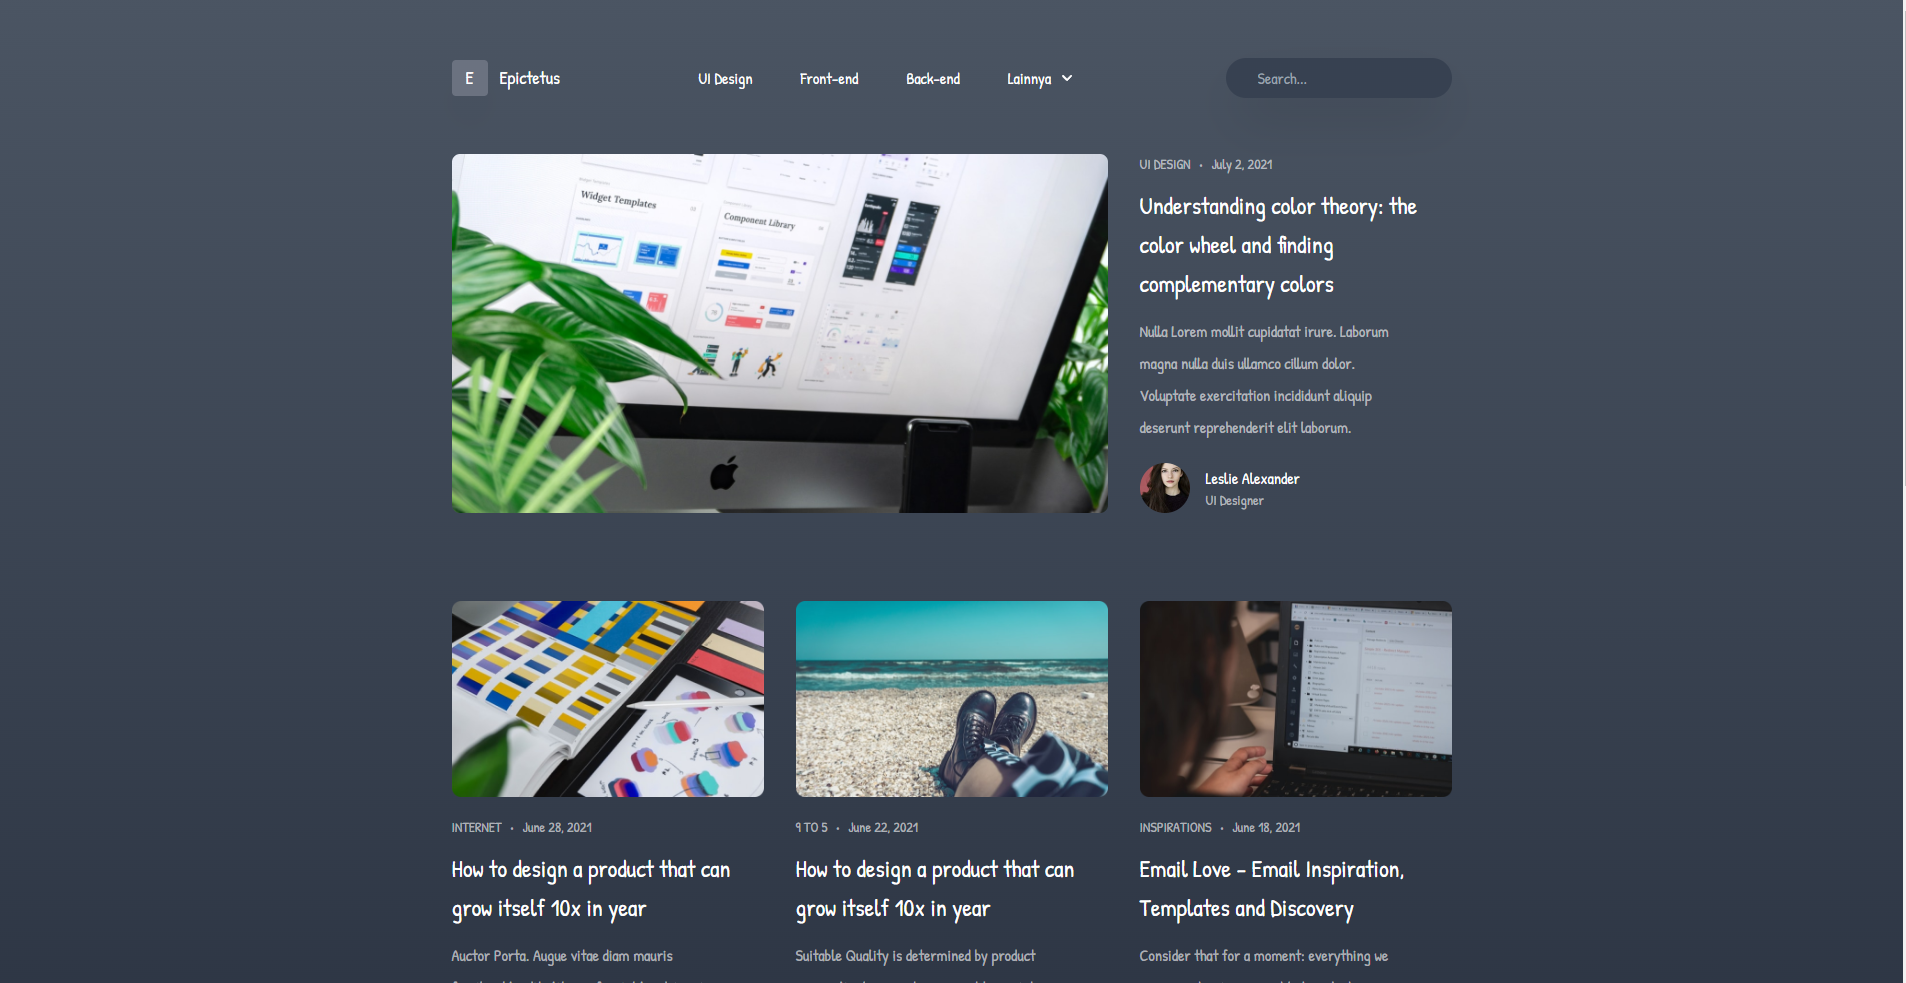 E Epictetus UI Design Front-end Back-end Lainnya Search...
Widget Templates
Component Library
UI DESIGN • July 2, 2021
Understanding color theory: the
color wheel and finding
complementary colors
Nulla Lorem mollit cupidatat irure. Laborum
magna nulla duis ullamco cillum dolor.
Voluptate exercitation incididunt aliquip
deserunt reprehenderit elit laborum.
Leslie Alexander
UI Designer
INTERNET • June 28, 2021
How to design a product that can
grow itself 10x in year
Auctor Porta. Augue vitae diam mauris
9 TO 5 • June 22, 2021
How to design a product that can
grow itself 10x in year
Suitable Quality is determined by product
INSPIRATIONS • June 18, 2021
Email Love - Email Inspiration,
Templates and Discovery
Consider that for a moment: everything we